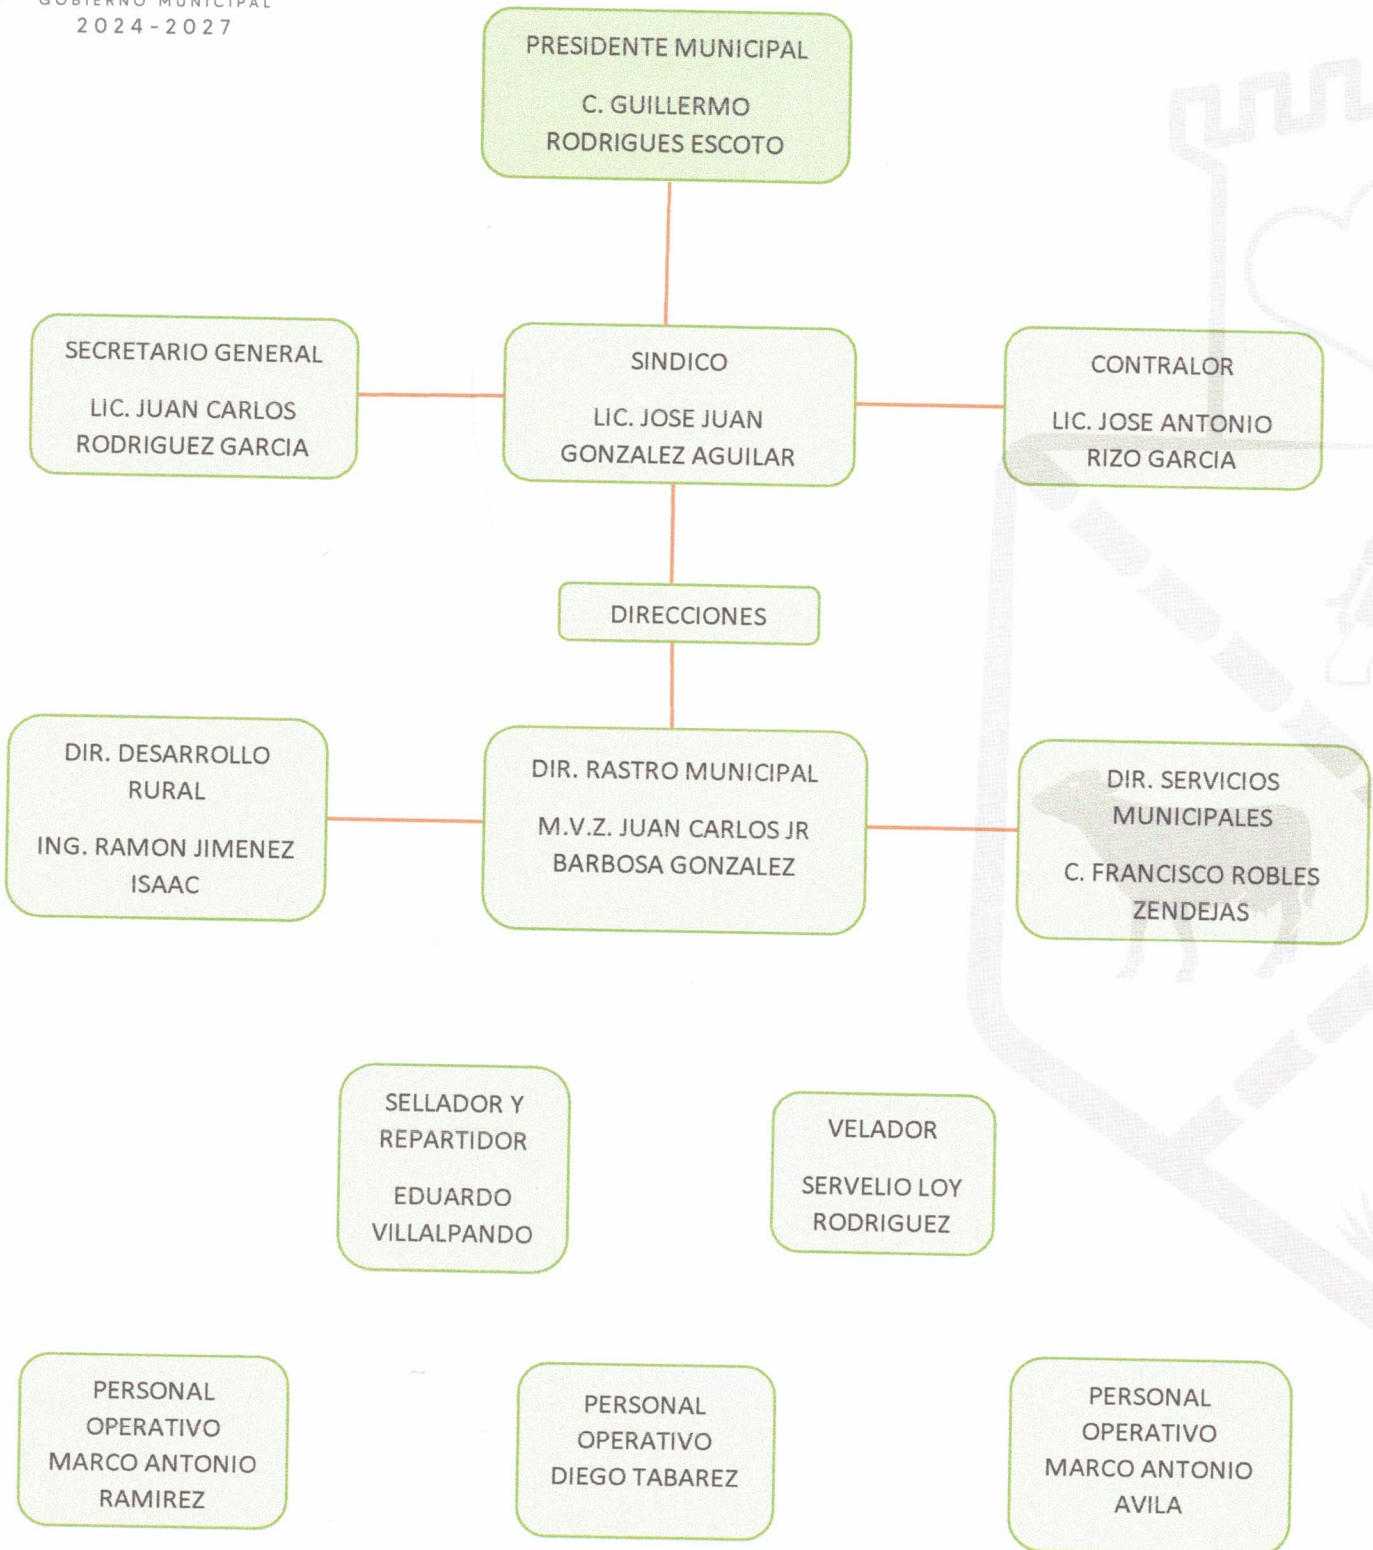 GOBIERNO MUNICIPAL
2024-2027
PRESIDENTE MUNICIPAL
C. GUILLERMO
RODRIGUES ESCOTO
SECRETARIO GENERAL
LIC. JUAN CARLOS
RODRIGUEZ GARCIA
SINDICO
LIC. JOSE JUAN
GONZALEZ AGUILAR
CONTRALOR
LIC. JOSE ANTONIO
RIZO GARCIA
DIRECCIONES
DIR. DESARROLLO
RURAL
ING. RAMON JIMENEZ
ISAAC
DIR. RASTRO MUNICIPAL
M.V.Z. JUAN CARLOS JR
BARBOSA GONZALEZ
DIR. SERVICIOS
MUNICIPALES
C. FRANCISCO ROBLES
ZENDEJAS
SELLADOR Y
REPARTIDOR
EDUARDO
VILLALPANDO
VELADOR
SERVELIO LOY
RODRIGUEZ
PERSONAL
OPERATIVO
MARCO ANTONIO
RAMIREZ
PERSONAL
OPERATIVO
DIEGO TABAREZ
PERSONAL
OPERATIVO
MARCO ANTONIO
AVILA